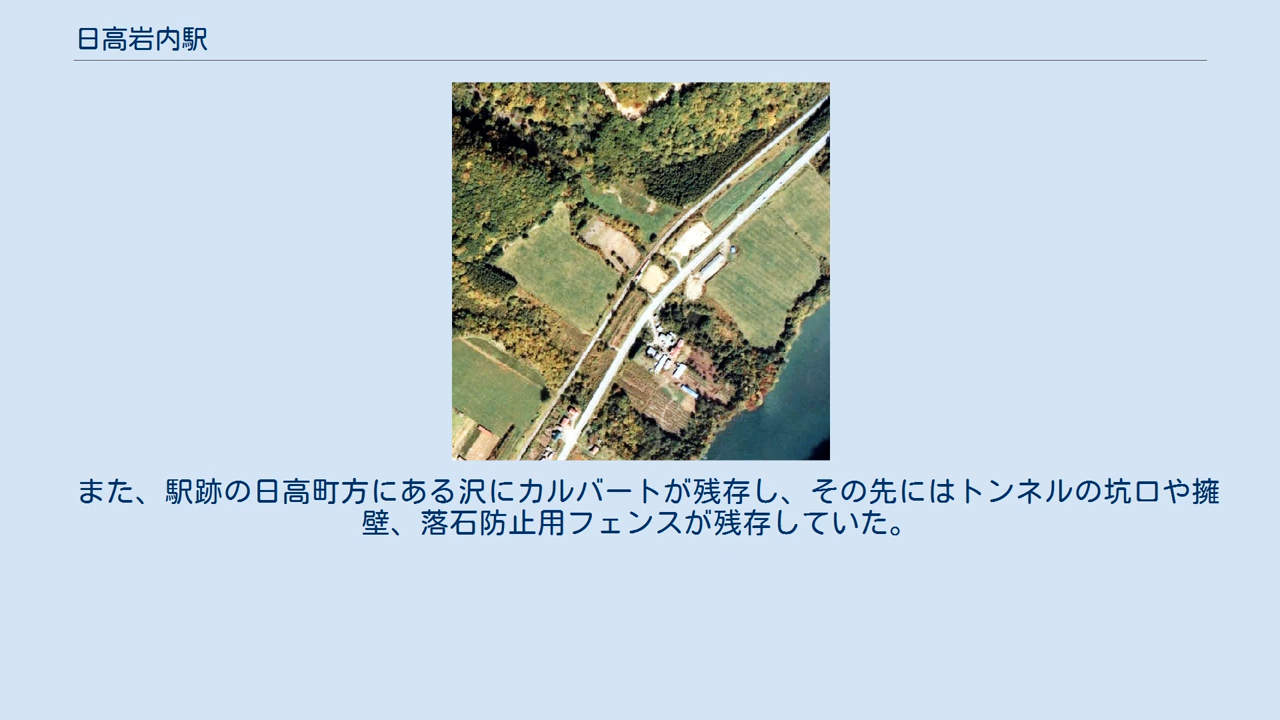 日高岩内駅
また、駅跡の日高町方にある沢にカルバートが残存し、その先にはトンネルの坑口や擁
壁、落石防止用フェンスが残存していた。